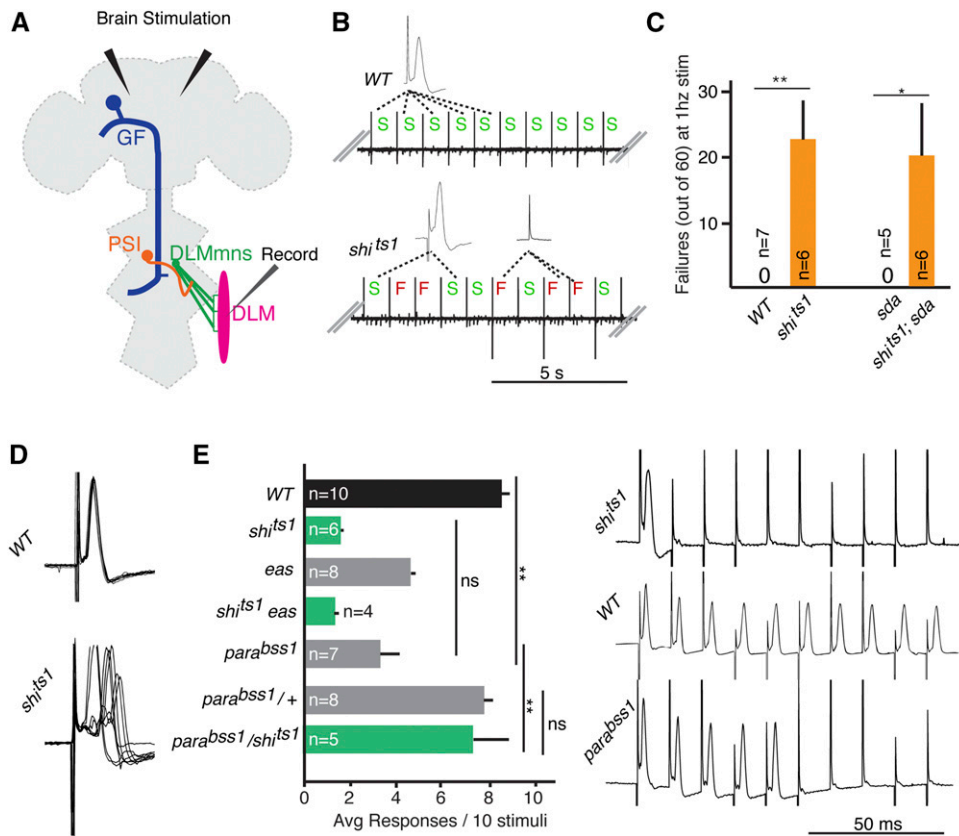 A
Brain Stimulation
GF
PSI
DLMmns
Record
DLM
B
WT
S S S S S S S S S S
shi^ts1
S F F S S F S F F S
5 s
C
Failures (out of 60) at 1hz stim
30
20
10
**
*
0 n=7
n=6
0 n=5
n=6
WT
shi^ts1
sda
shi^ts1; sda
D
WT
shi^ts1
E
WT n=10
shi^ts1 n=6
eas n=8
shi^ts1 eas n=4
para^bss1 n=7
para^bss1/+ n=8
para^bss1/shi^ts1 n=5
ns
**
**
ns
0 2 4 6 8 10
Avg Responses / 10 stimuli
shi^ts1
WT
para^bss1
50 ms